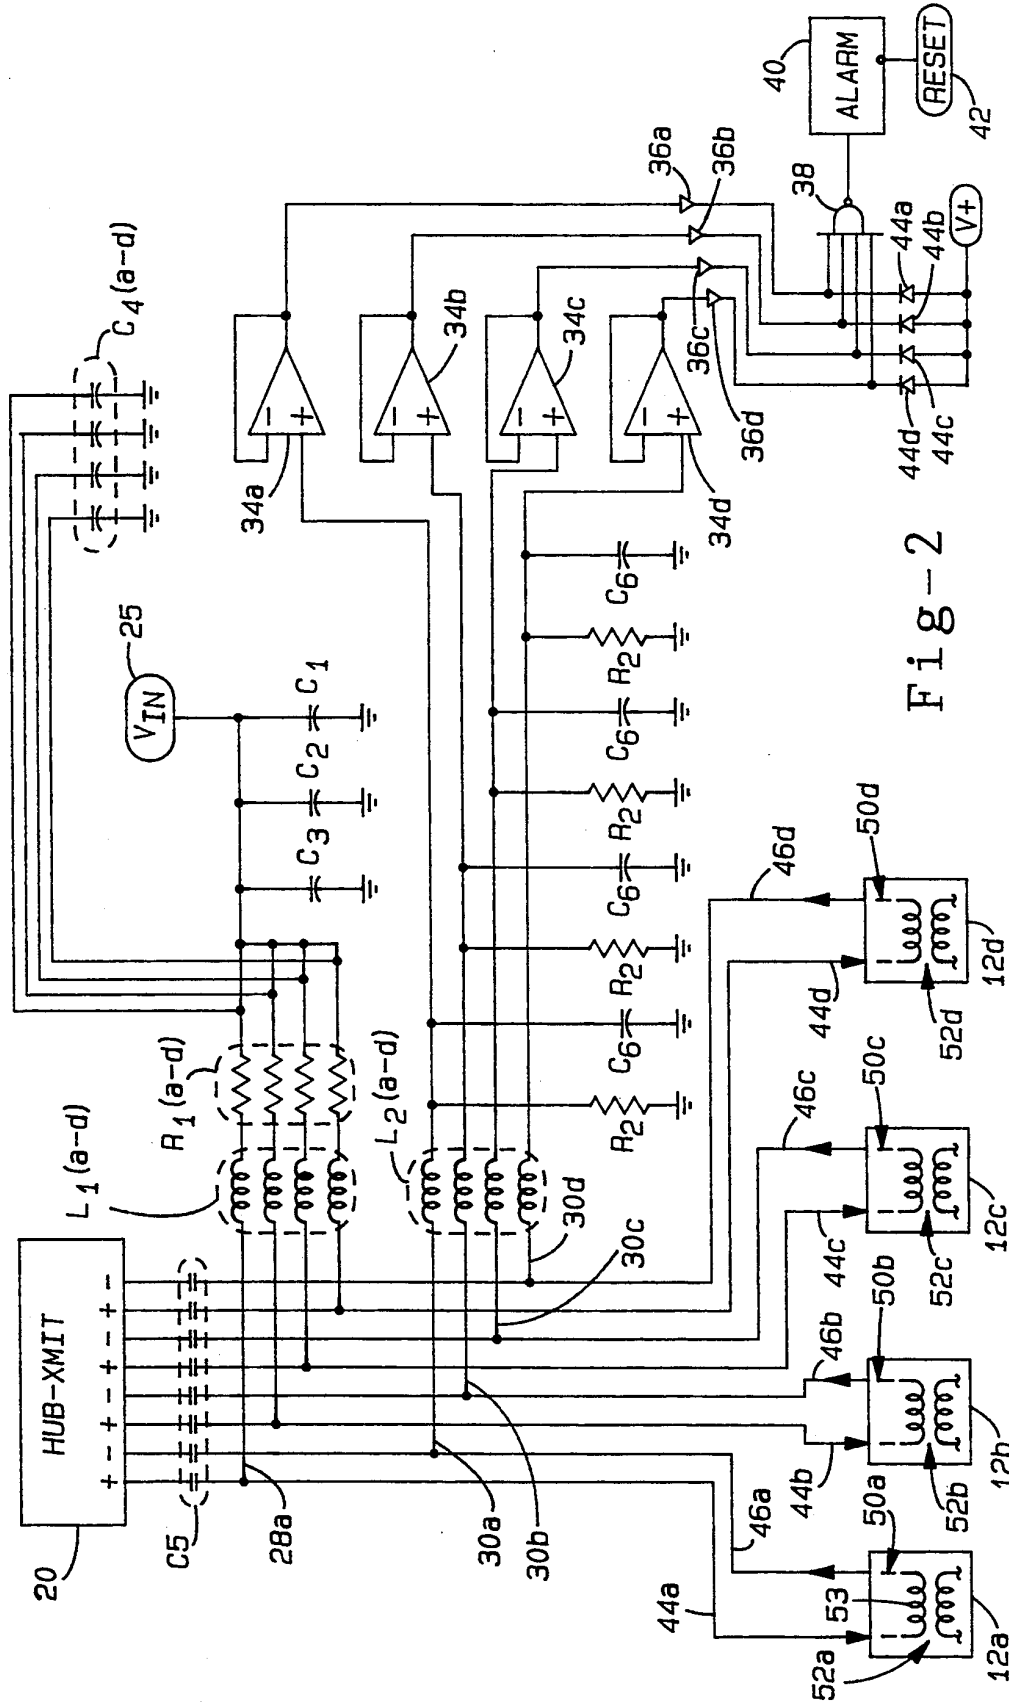 HUB-XMIT
+ - + - + - + -
20
C5
L1(a-d)
R1(a-d)
VIN
25
C4(a-d)
C3
C2
C1
28a
30a
30b
30c
30d
L2(a-d)
R2
C6
R2
C6
R2
C6
R2
C6
34a
- +
34b
- +
34c
- +
34d
- +
36a
36b
36c
36d
38
ALARM
40
RESET
42
V+
44a
44b
44c
44d
44a
46a
44b
46b
44c
46c
44d
46d
52a
53
50a
12a
52b
50b
12b
52c
50c
12c
52d
50d
12d
Fig-2